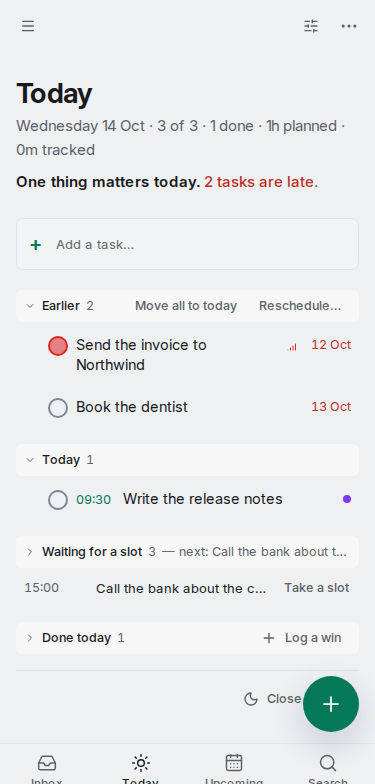 Today
Wednesday 14 Oct · 3 of 3 · 1 done · 1h planned ·
0m tracked
One thing matters today. 2 tasks are late.
+ Add a task...
Earlier 2 Move all to today Reschedule...
Send the invoice to 12 Oct
Northwind
Book the dentist 13 Oct
Today 1
09:30 Write the release notes
Waiting for a slot 3 — next: Call the bank about t...
15:00 Call the bank about the c... Take a slot
Done today 1 + Log a win
Close
+
Inbox Today Upcoming Search